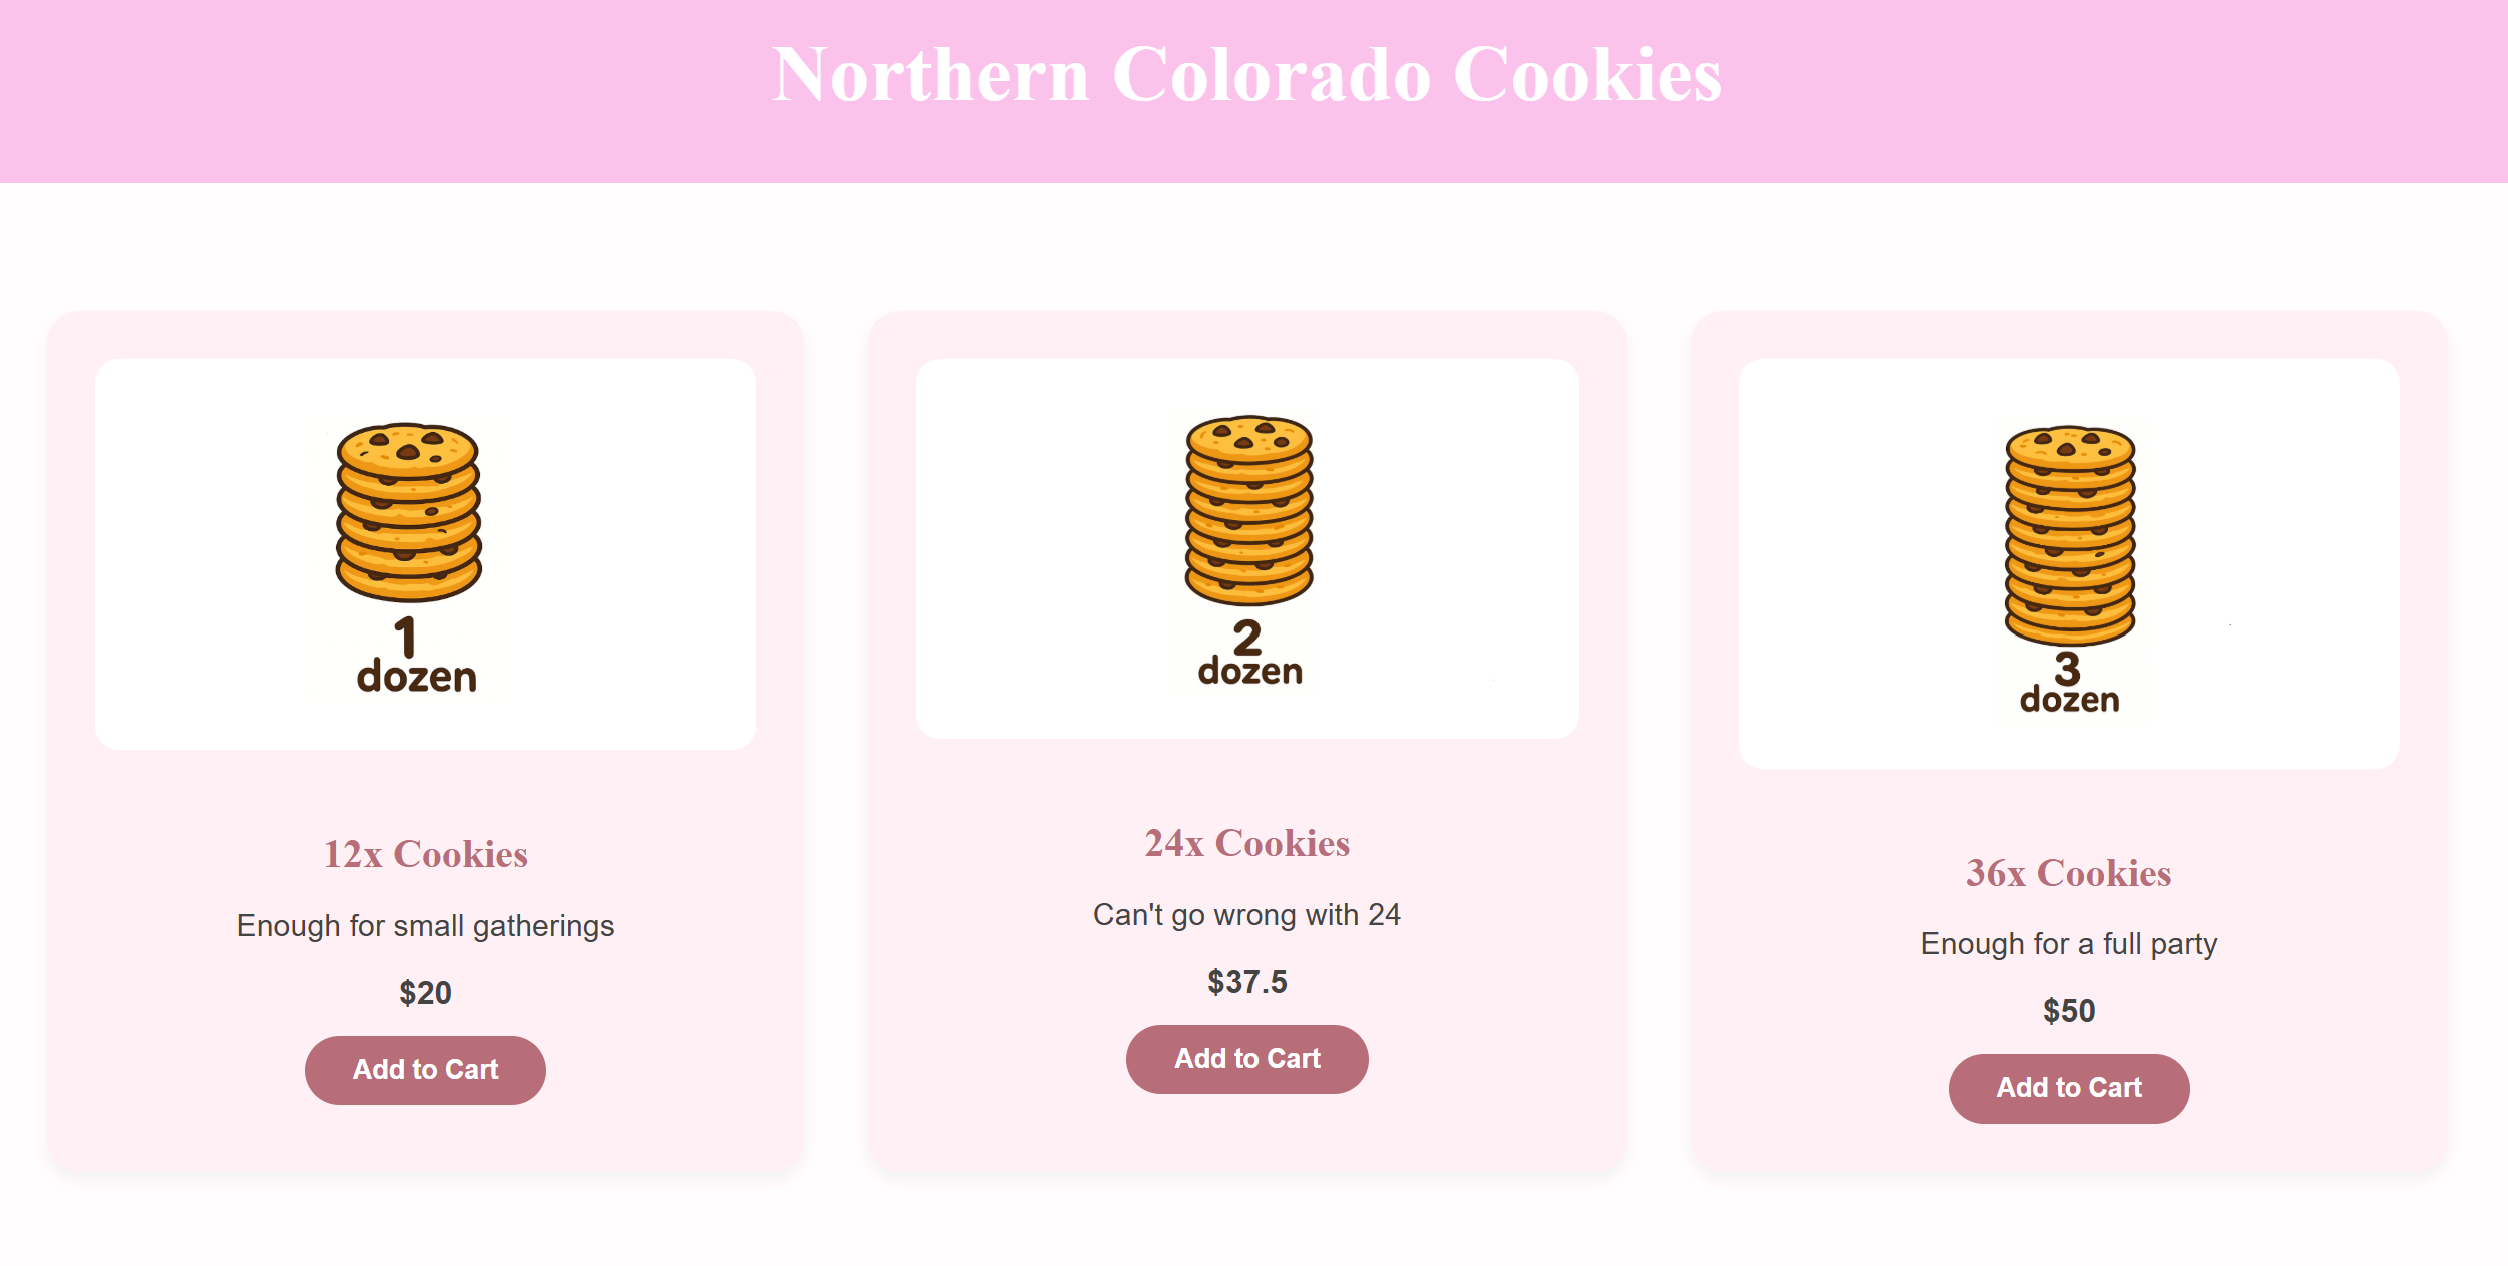 Northern Colorado Cookies
1
dozen
12x Cookies
Enough for small gatherings
$20
Add to Cart
2
dozen
24x Cookies
Can't go wrong with 24
$37.5
Add to Cart
3
dozen
36x Cookies
Enough for a full party
$50
Add to Cart